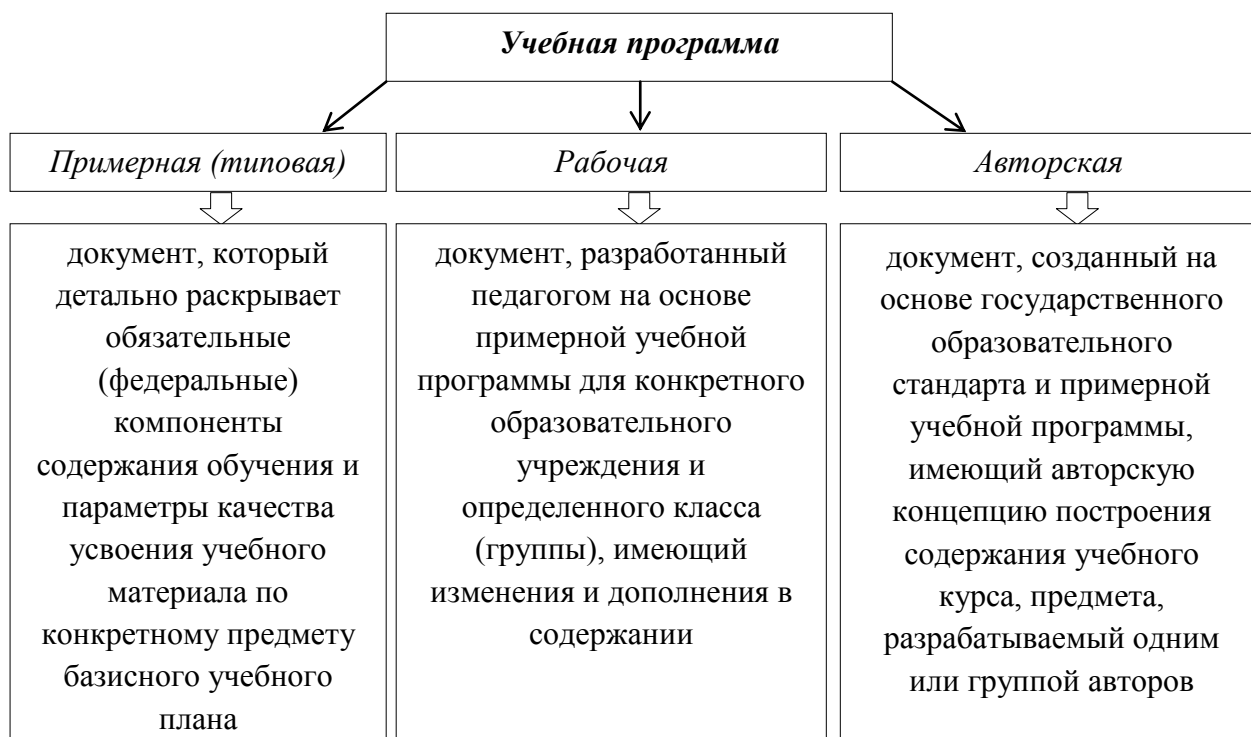 Учебная программа
Примерная (типовая)
Рабочая
Авторская
документ, который
детально раскрывает
обязательные
(федеральные)
компоненты
содержания обучения и
параметры качества
усвоения учебного
материала по
конкретному предмету
базисного учебного
плана
документ, разработанный
педагогом на основе
примерной учебной
программы для конкретного
образовательного
учреждения и
определенного класса
(группы), имеющий
изменения и дополнения в
содержании
документ, созданный на
основе государственного
образовательного
стандарта и примерной
учебной программы,
имеющий авторскую
концепцию построения
содержания учебного
курса, предмета,
разрабатываемый одним
или группой авторов